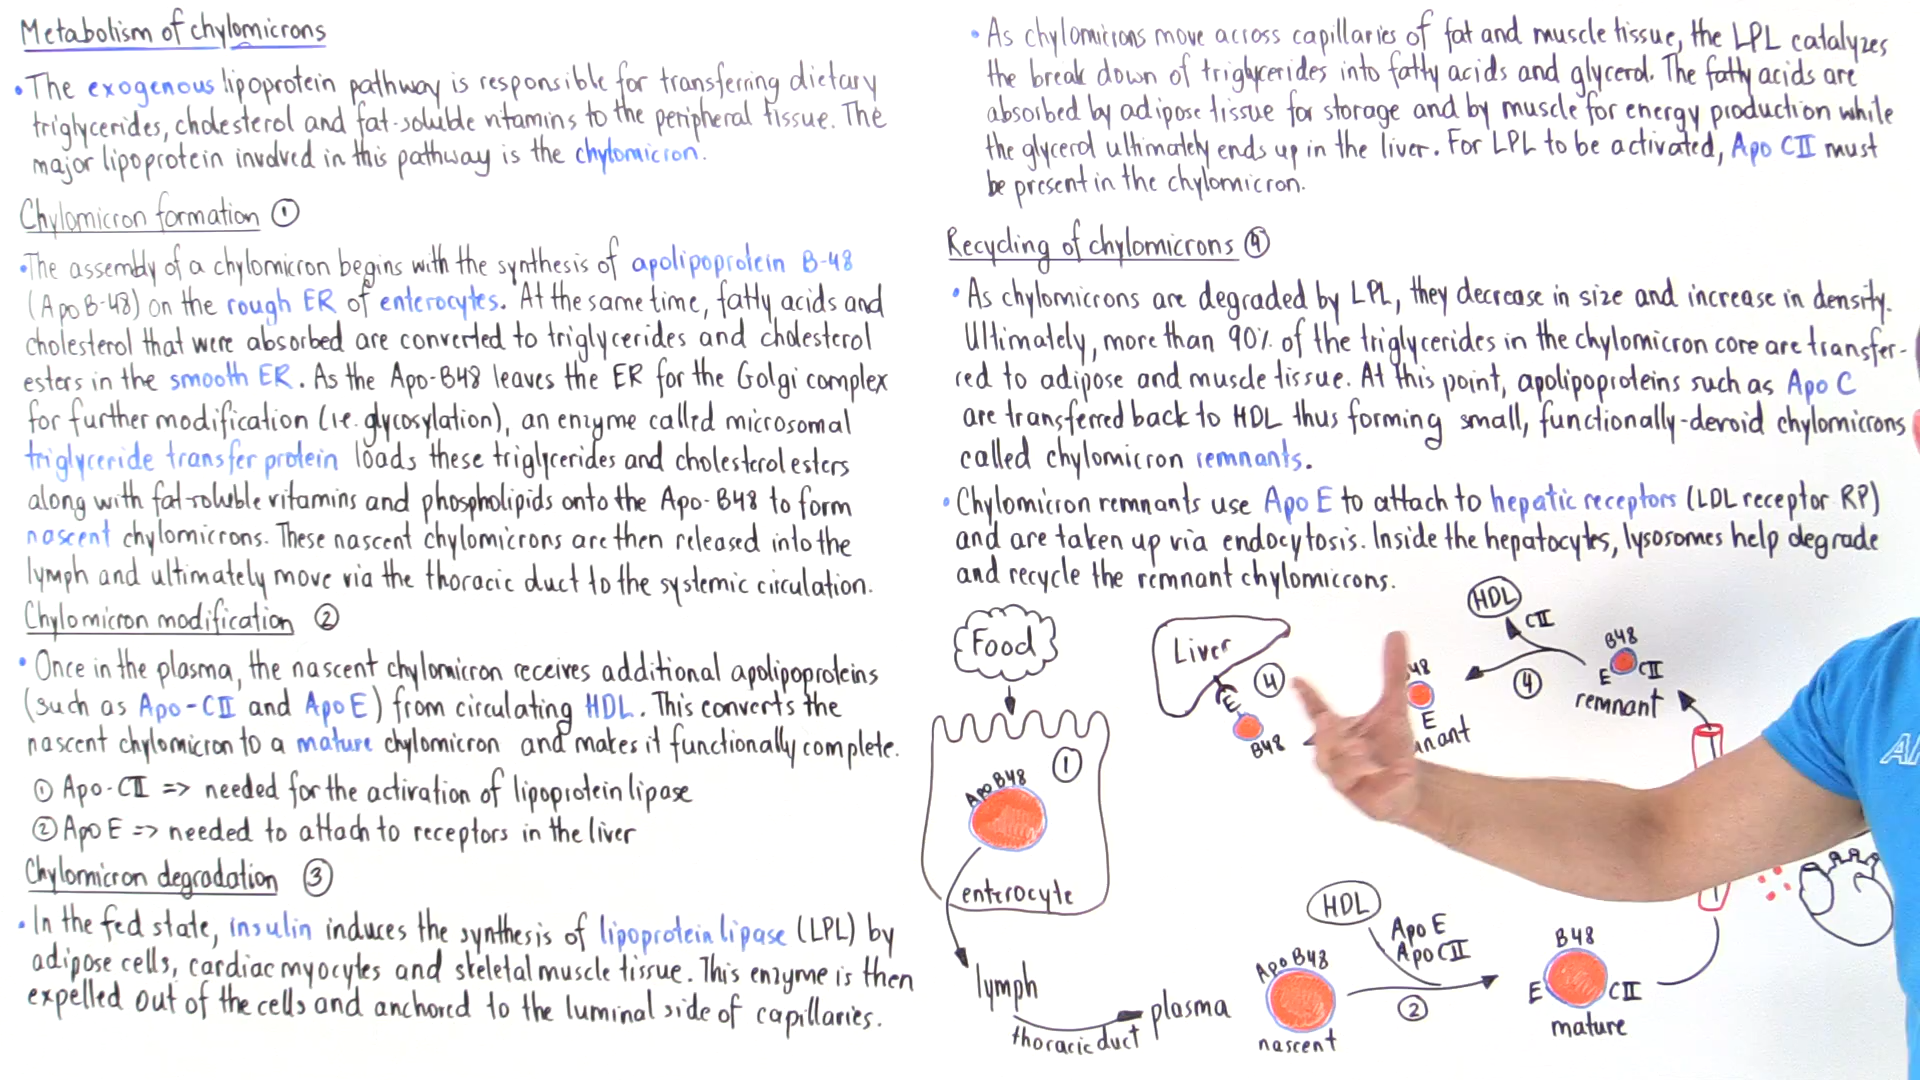 Metabolism of chylomicrons
• The exogenous lipoprotein pathway is responsible for transferring dietary
triglycerides, cholesterol and fat-soluble vitamins to the peripheral tissue. The
major lipoprotein involved in this pathway is the chylomicron.
Chylomicron formation ①
• The assembly of a chylomicron begins with the synthesis of apolipoprotein B-48
(Apo B-48) on the rough ER of enterocytes. At the same time, fatty acids and
cholesterol that were absorbed are converted to triglycerides and cholesterol
esters in the smooth ER. As the Apo-B48 leaves the ER for the Golgi complex
for further modification (i.e. glycosylation), an enzyme called microsomal
triglyceride transfer protein loads these triglycerides and cholesterol esters
along with fat-soluble vitamins and phospholipids onto the Apo-B48 to form
nascent chylomicrons. These nascent chylomicrons are then released into the
lymph and ultimately move via the thoracic duct to the systemic circulation.
Chylomicron modification ②
• Once in the plasma, the nascent chylomicron receives additional apolipoproteins
(such as Apo-CII and Apo E) from circulating HDL. This converts the
nascent chylomicron to a mature chylomicron and makes it functionally complete.
① Apo-CII => needed for the activation of lipoprotein lipase
② Apo E => needed to attach to receptors in the liver
Chylomicron degradation ③
• In the fed state, insulin induces the synthesis of lipoprotein lipase (LPL) by
adipose cells, cardiac myocytes and skeletal muscle tissue. This enzyme is then
expelled out of the cells and anchored to the luminal side of capillaries.
• As chylomicrons move across capillaries of fat and muscle tissue, the LPL catalyzes
the break down of triglycerides into fatty acids and glycerol. The fatty acids are
absorbed by adipose tissue for storage and by muscle for energy production while
the glycerol ultimately ends up in the liver. For LPL to be activated, Apo CII must
be present in the chylomicron.
Recycling of chylomicrons ④
• As chylomicrons are degraded by LPL, they decrease in size and increase in density.
Ultimately, more than 90% of the triglycerides in the chylomicron core are transfer-
red to adipose and muscle tissue. At this point, apolipoproteins such as Apo C
are transferred back to HDL thus forming small, functionally-devoid chylomicrons
called chylomicron remnants.
• Chylomicron remnants use Apo E to attach to hepatic receptors (LDL receptor RP)
and are taken up via endocytosis. Inside the hepatocytes, lysosomes help degrade
and recycle the remnant chylomicrons.
Food
①
Apo B48
enterocyte
lymph
thoracic duct
plasma
Apo B48
nascent
HDL
Apo E
Apo CII
②
B48
E CII
mature
B48
E CII
remnant
HDL
CII
④
48
E
nant
Liver
④
E
B48